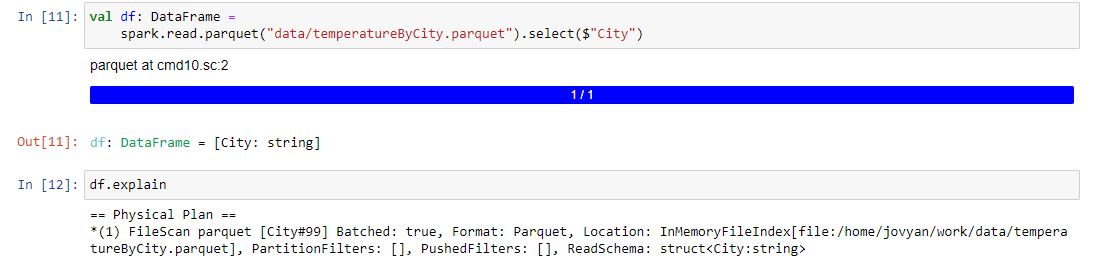 In [11]: val df: DataFrame =
spark.read.parquet("data/temperatureByCity.parquet").select($"City")
parquet at cmd10.sc:2
1 / 1
Out[11]: df: DataFrame = [City: string]
In [12]: df.explain
== Physical Plan ==
*(1) FileScan parquet [City#99] Batched: true, Format: Parquet, Location: InMemoryFileIndex[file:/home/jovyan/work/data/tempera
tureByCity.parquet], PartitionFilters: [], PushedFilters: [], ReadSchema: struct<City:string>